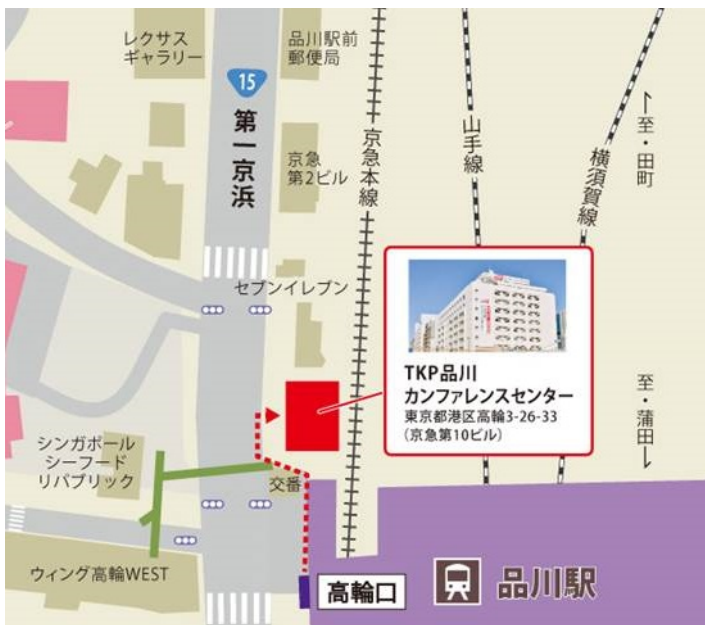 レクサス
ギャラリー
品川駅前
郵便局
15
第一京浜
京急
第2ビル
京急本線
山手線
横須賀線
至・田町
セブンイレブン
TKP品川
カンファレンスセンター
東京都港区高輪3-26-33
(京急第10ビル)
至・蒲田
シンガポール
シーフード
リパブリック
交番
ウィング高輪WEST
高輪口
品川駅